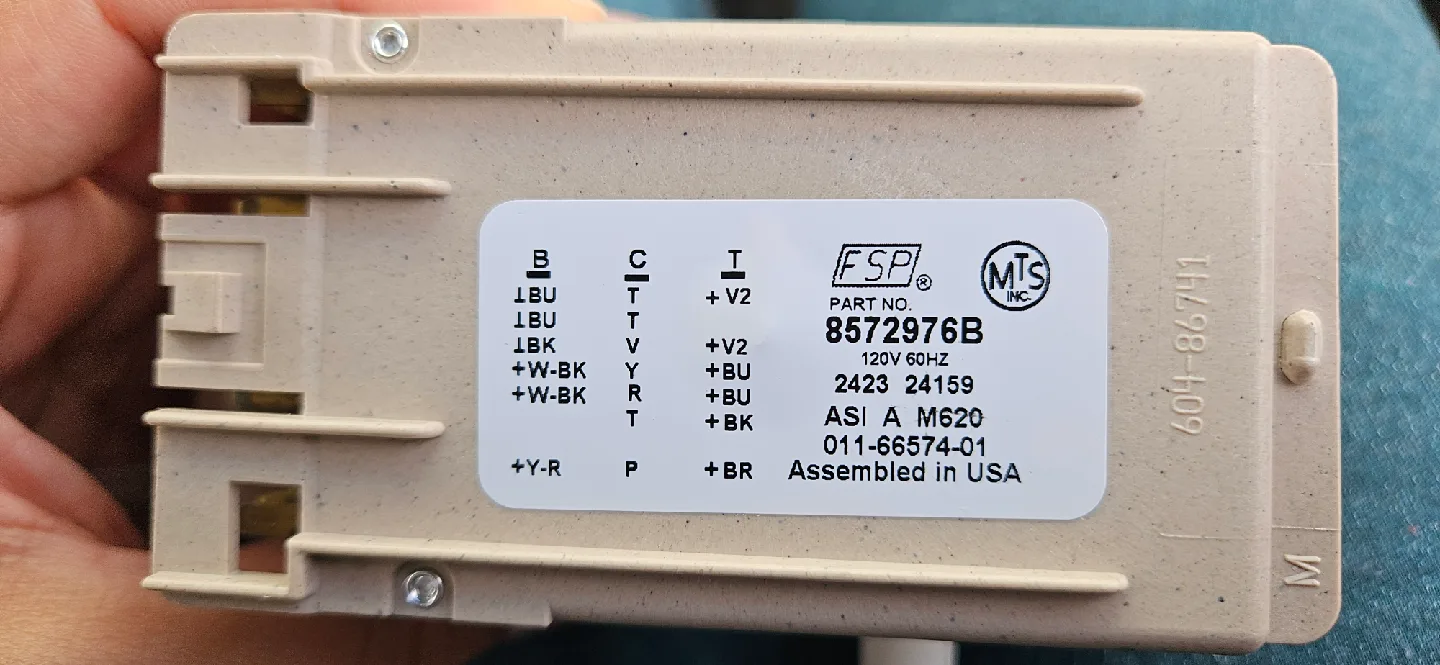 B C T
⊥BU T +V2
⊥BU T
⊥BK V +V2
+W-BK Y +BU
+W-BK R +BU
T +BK
+Y-R P +BR
FSP®
MTS
INC.
PART NO.
8572976B
120V 60HZ
2423 24159
ASI A M620
011-66574-01
Assembled in USA
604-86741
M